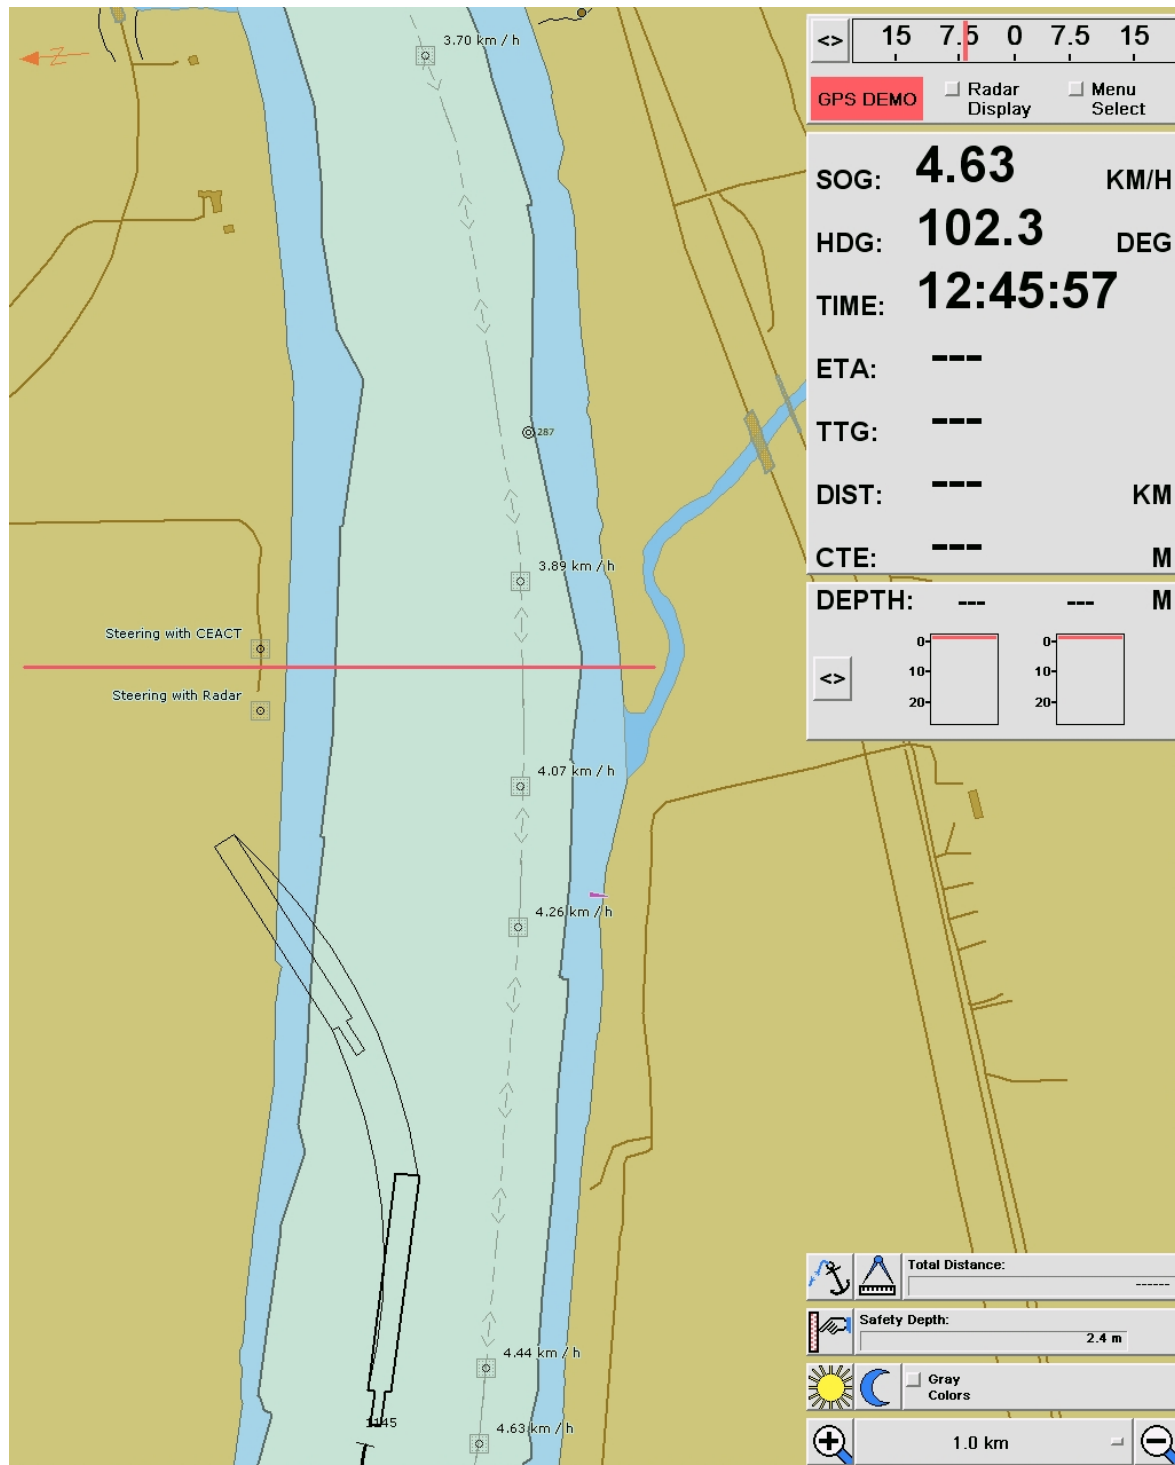 3.70 km / h
Z
<> 15 7.5 0 7.5 15
GPS DEMO
Radar
Display
Menu
Select
SOG: 4.63 KM/H
HDG: 102.3 DEG
TIME: 12:45:57
ETA: ---
TTG: ---
287
DIST: --- KM
CTE: --- M
3.89 km / h
DEPTH: --- --- M
Steering with CEACT
0 0
10 10
<>
20 20
Steering with Radar
4.07 km / h
4.26 km / h
Total Distance:
------
Safety Depth:
2.4 m
4.44 km / h
Gray
Colors
1145
4.63 km / h
1.0 km